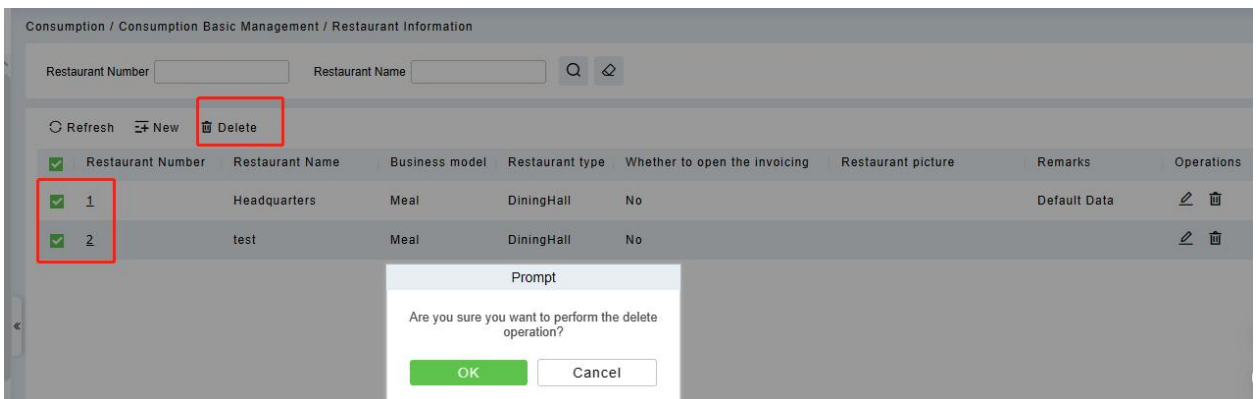 Consumption / Consumption Basic Management / Restaurant Information
Restaurant Number Restaurant Name
Refresh New Delete
Restaurant Number Restaurant Name Business model Restaurant type Whether to open the invoicing Restaurant picture Remarks Operations
1 Headquarters Meal DiningHall No Default Data
2 test Meal DiningHall No
Prompt
Are you sure you want to perform the delete
operation?
OK Cancel